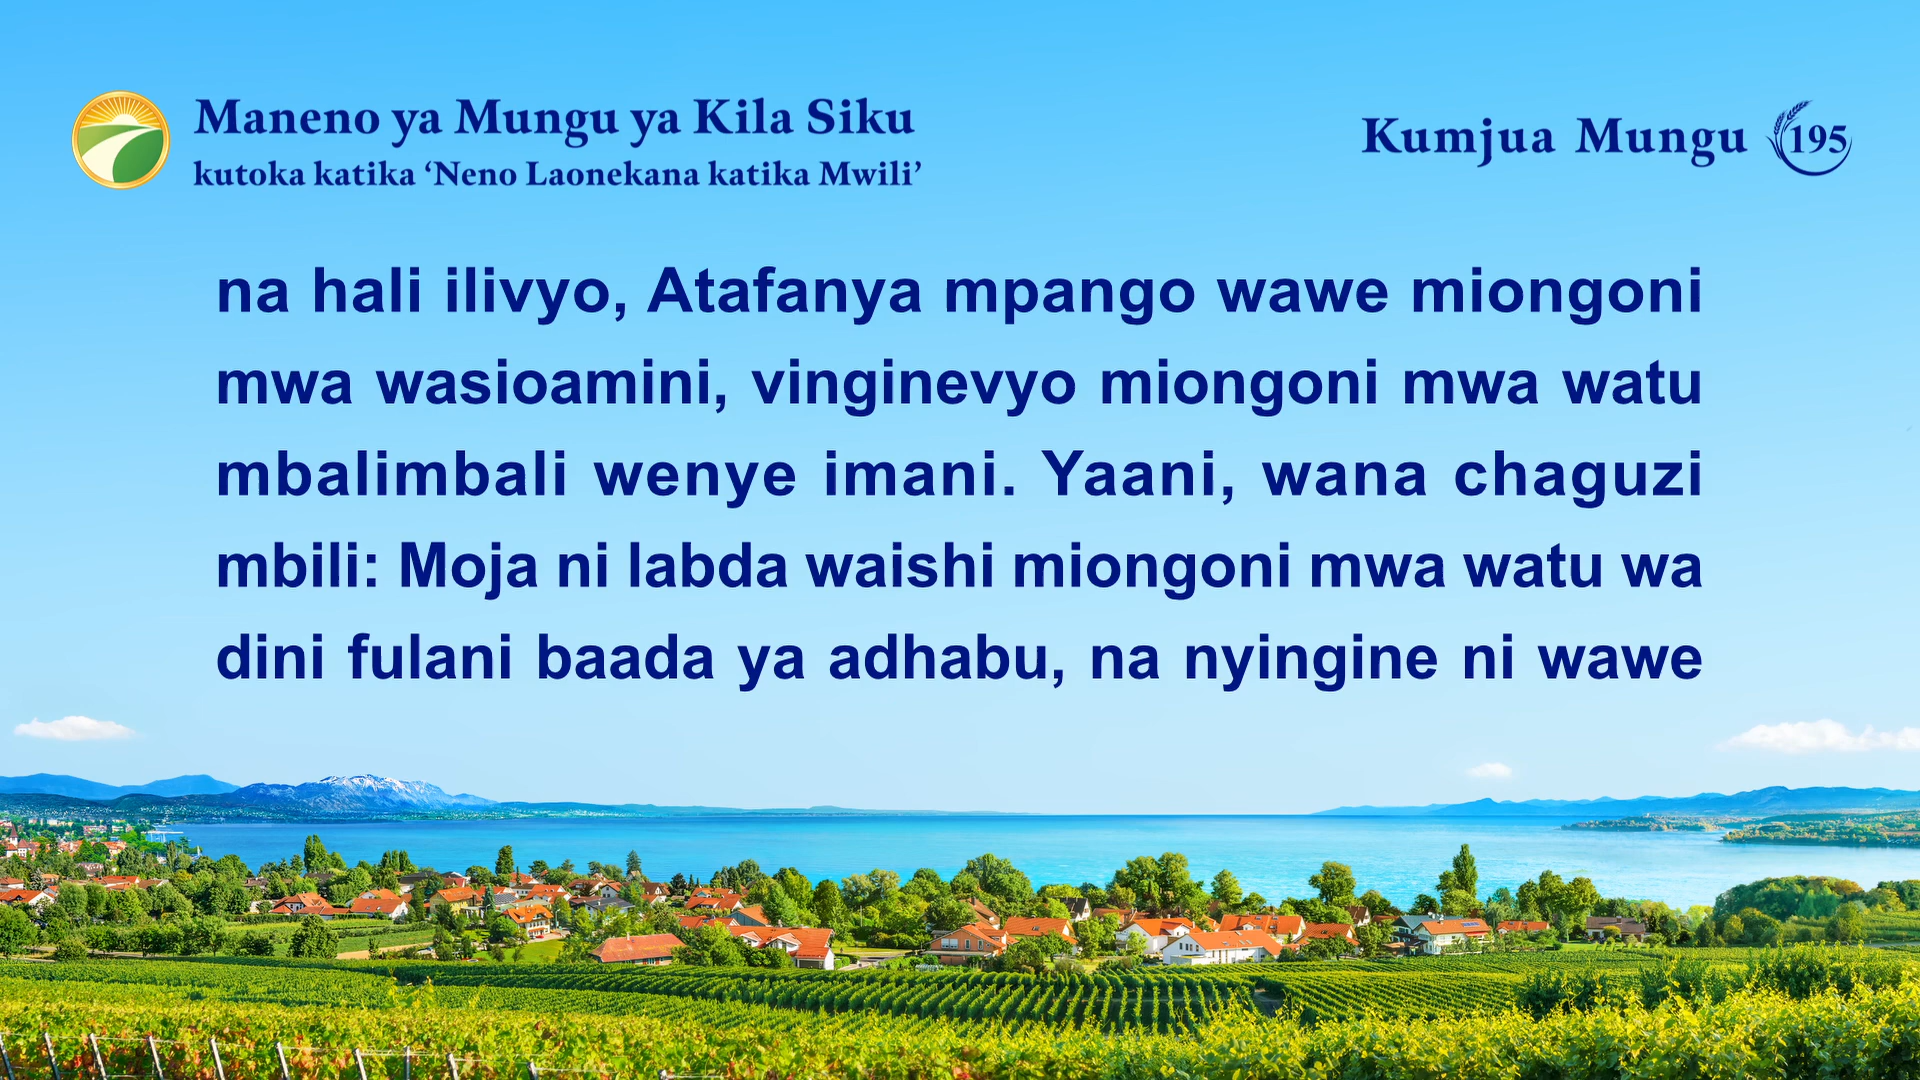 Maneno ya Mungu ya Kila Siku
kutoka katika ‘Neno Laonekana katika Mwili’
Kumjua Mungu 195
na hali ilivyo, Atafanya mpango wawe miongoni
mwa wasioamini, vinginevyo miongoni mwa watu
mbalimbali wenye imani. Yaani, wana chaguzi
mbili: Moja ni labda waishi miongoni mwa watu wa
dini fulani baada ya adhabu, na nyingine ni wawe